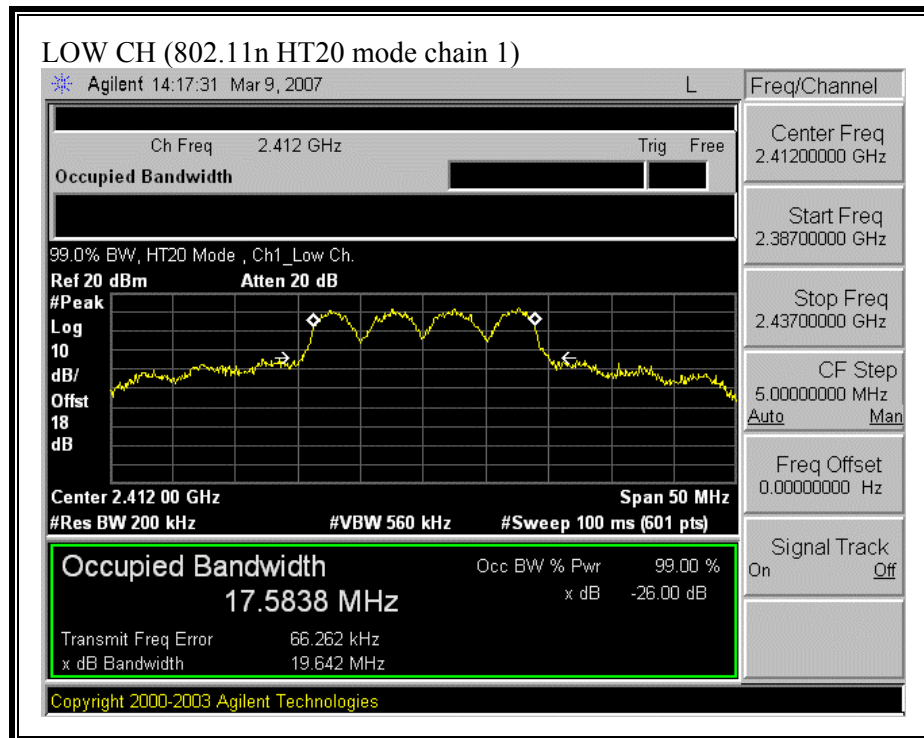 LOW CH (802.11n HT20 mode chain 1)
Agilent 14:17:31 Mar 9, 2007 L
Freq/Channel
Ch Freq 2.412 GHz Trig Free
Occupied Bandwidth
Center Freq
2.41200000 GHz
Start Freq
2.38700000 GHz
Stop Freq
2.43700000 GHz
CF Step
5.00000000 MHz
Auto Man
Freq Offset
0.00000000 Hz
Signal Track
On Off
99.0% BW, HT20 Mode , Ch1_Low Ch.
Ref 20 dBm Atten 20 dB
#Peak
Log
10
dB/
Offst
18
dB
Center 2.412 00 GHz Span 50 MHz
#Res BW 200 kHz #VBW 560 kHz #Sweep 100 ms (601 pts)
Occupied Bandwidth Occ BW % Pwr 99.00 %
17.5838 MHz x dB -26.00 dB
Transmit Freq Error 66.262 kHz
x dB Bandwidth 19.642 MHz
Copyright 2000-2003 Agilent Technologies